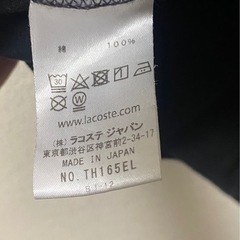 綿 100%
30
www.lacoste.com
(株) ラコステ ジャパン
東京都渋谷区神宮前2-34-17
MADE IN JAPAN
NO. TH165EL